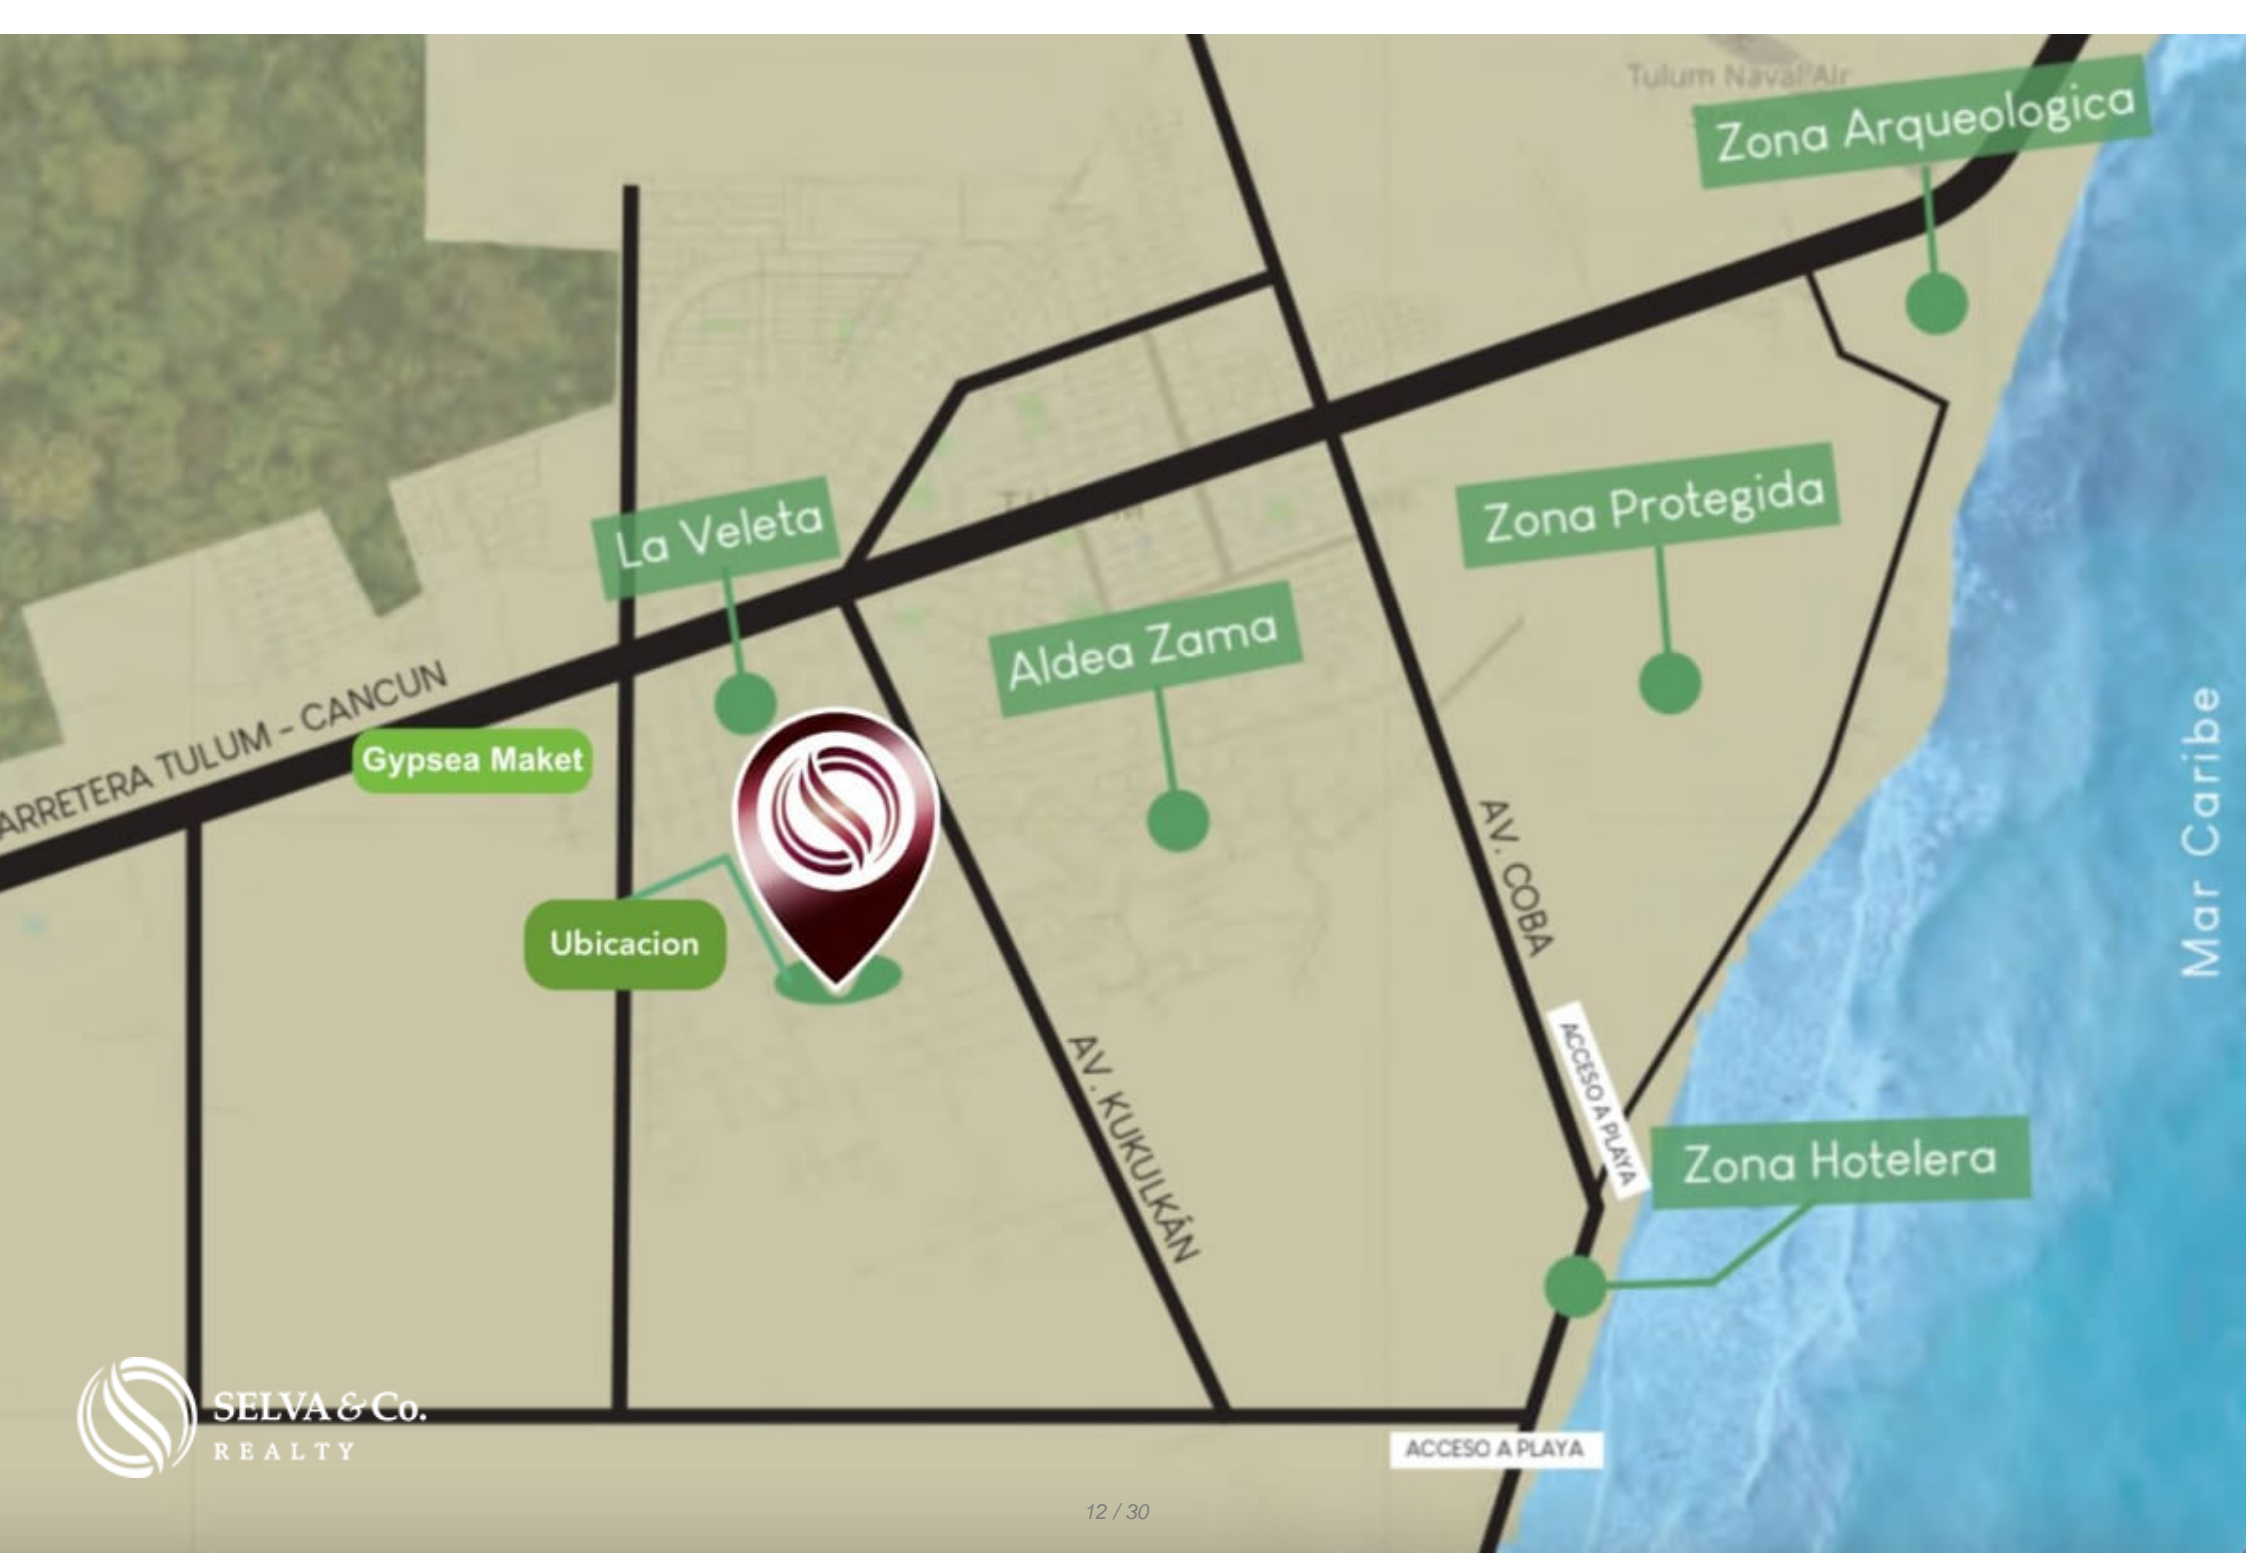 Tulum Naval Air
Zona Arqueologica
Zona Protegida
La Veleta
Aldea Zama
ARRETERA TULUM - CANCUN
Gypsea Maket
Mar Caribe
AV. COBA
Ubicacion
ACCESO A PLAYA
AV. KUKULKÁN
Zona Hotelera
SELVA & Co.
REALTY
ACCESO A PLAYA
12 / 30